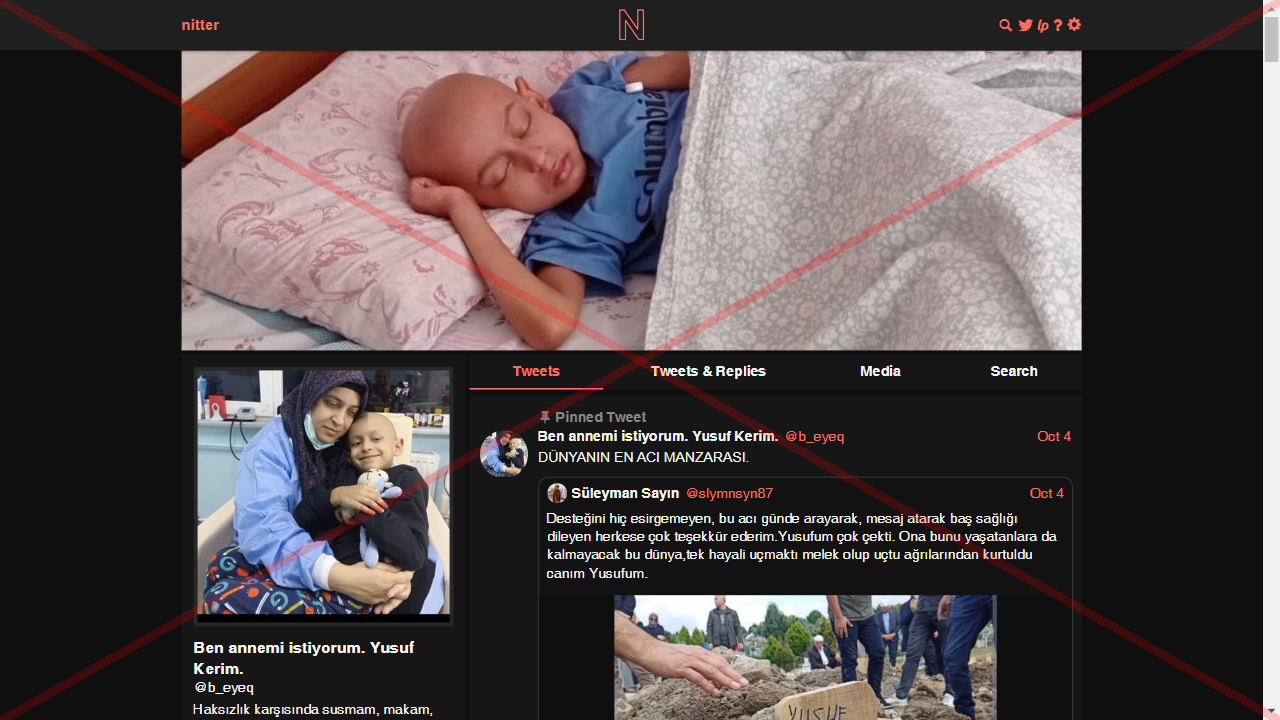 nitter
N
lp ?
Tweets Tweets & Replies Media Search
Pinned Tweet
Ben annemi istiyorum. Yusuf Kerim. @b_eyeq Oct 4
DÜNYANIN EN ACI MANZARASI.
Süleyman Sayın @slymnsyn87 Oct 4
Desteğini hiç esirgemeyen, bu acı günde arayarak, mesaj atarak baş sağlığı
dileyen herkese çok teşekkür ederim.Yusufum çok çekti. Ona bunu yaşatanlara da
kalmayacak bu dünya,tek hayali uçmaktı melek olup uçtu ağrılarından kurtuldu
canım Yusufum.
Ben annemi istiyorum. Yusuf
Kerim.
@b_eyeq
Haksızlık karşısında susmam, makam,